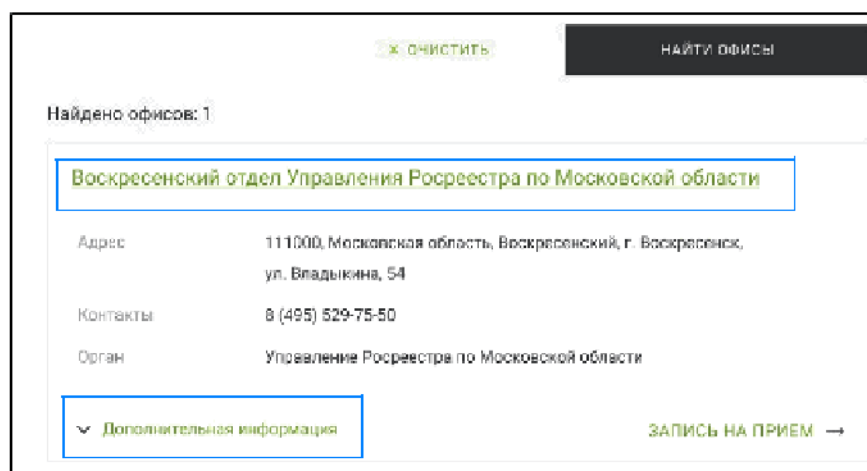 × ОЧИСТИТЬ
НАЙТИ ОФИСЫ
Найдено офисов: 1
Воскресенский отдел Управления Росреестра по Московской области
Адрес
111000, Московская область, Воскресенский, г. Воскресенск,
ул. Владыкина, 54
Контакты
8 (495) 529-75-50
Орган
Управление Росреестра по Московской области
Дополнительная информация
ЗАПИСЬ НА ПРИЕМ →